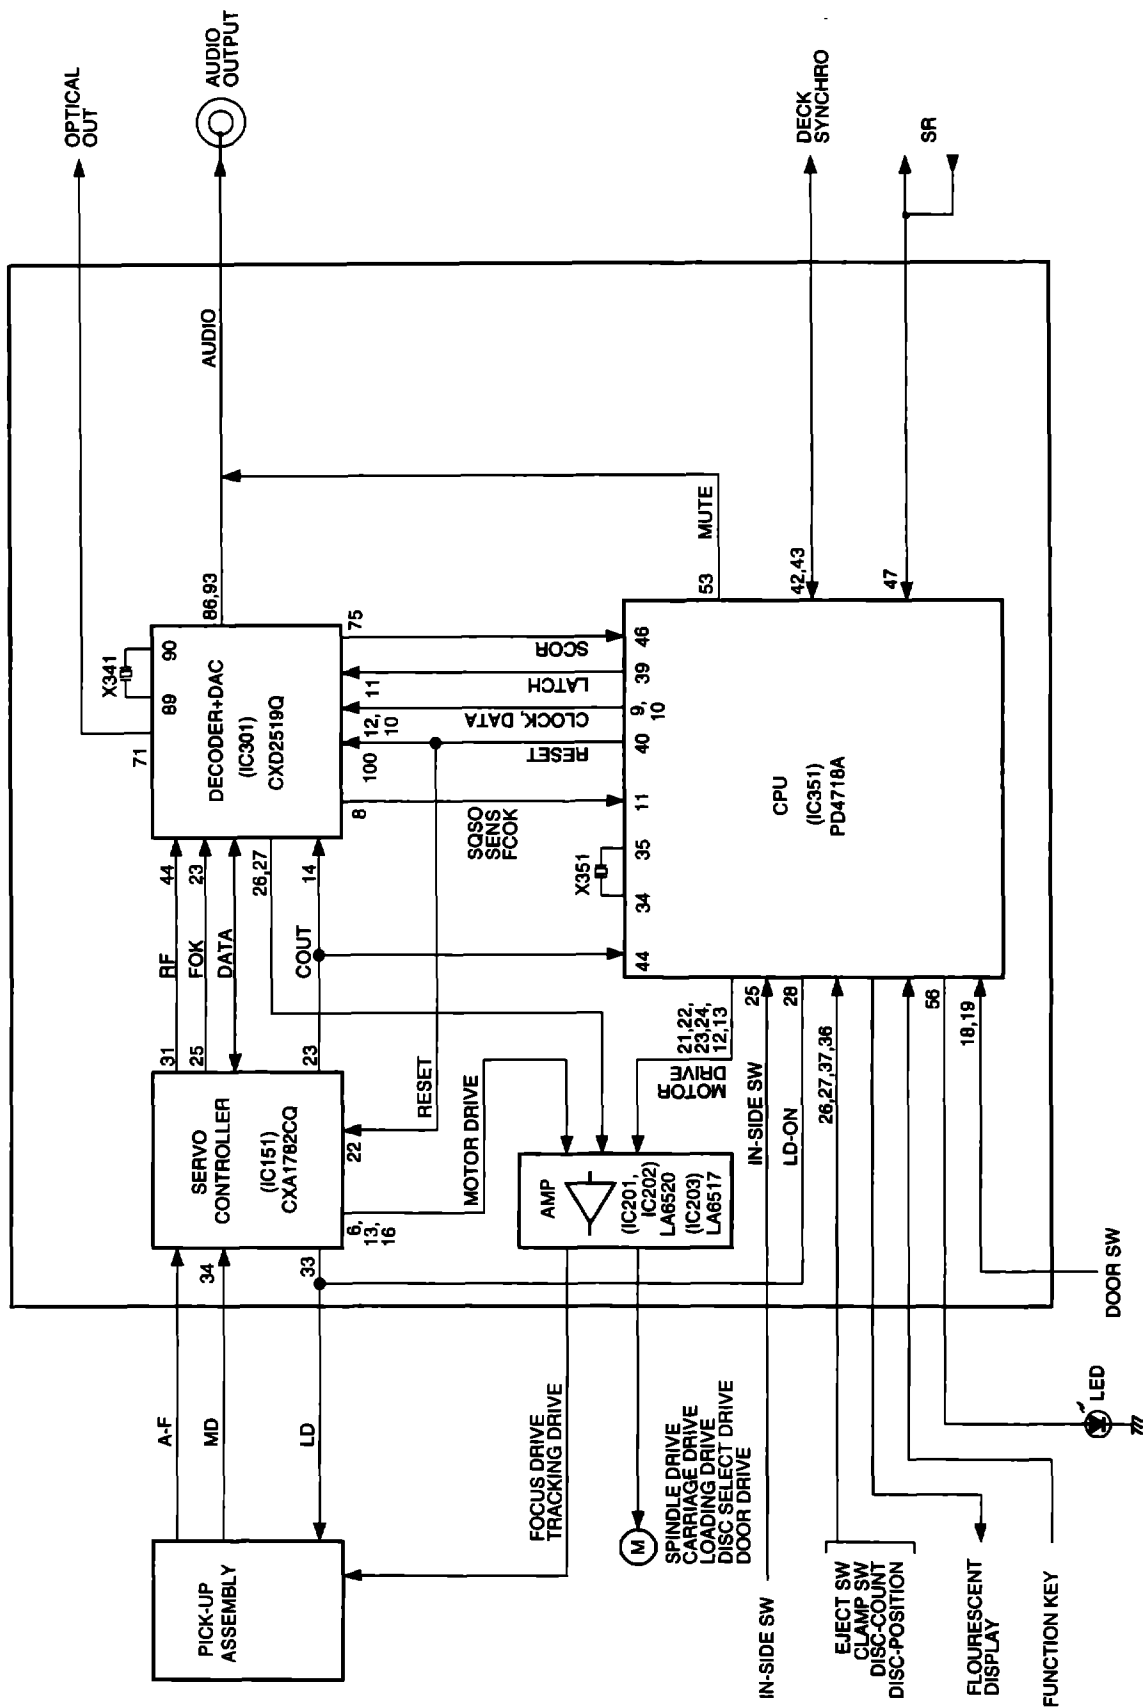 PICK-UP
ASSEMBLY
A-F
MD
34
LD
33
SERVO
CONTROLLER
(IC151)
CXA1782CQ
6,
13,
16
22
31
25
23
RF
FOK
DATA
COUT
44
23
26,27
14
DECODER+DAC
(IC301)
CXD2519Q
71
89
90
X341
86,93
75
11
12,
10
100
8
OPTICAL
OUT
AUDIO
AUDIO
OUTPUT
RESET
MOTOR DRIVE
SCOR
LATCH
CLOCK, DATA
RESET
SQSO
SENS
FCOK
MUTE
FOCUS DRIVE
TRACKING DRIVE
AMP
(IC201,
IC202)
LA6520
(IC203)
LA6517
M
SPINDLE DRIVE
CARRIAGE DRIVE
LOADING DRIVE
DISC SELECT DRIVE
DOOR DRIVE
MOTOR
DRIVE
21,22,
23,24,
12,13
IN-SIDE SW
25
LD-ON
28
26,27,37,36
56
18,19
44
34
35
X351
11
40
9,
10
39
46
CPU
(IC351)
PD4718A
53
42,43
47
DECK
SYNCHRO
SR
IN-SIDE SW
EJECT SW
CLAMP SW
DISC-COUNT
DISC-POSITION
FLOURESCENT
DISPLAY
FUNCTION KEY
LED
DOOR SW